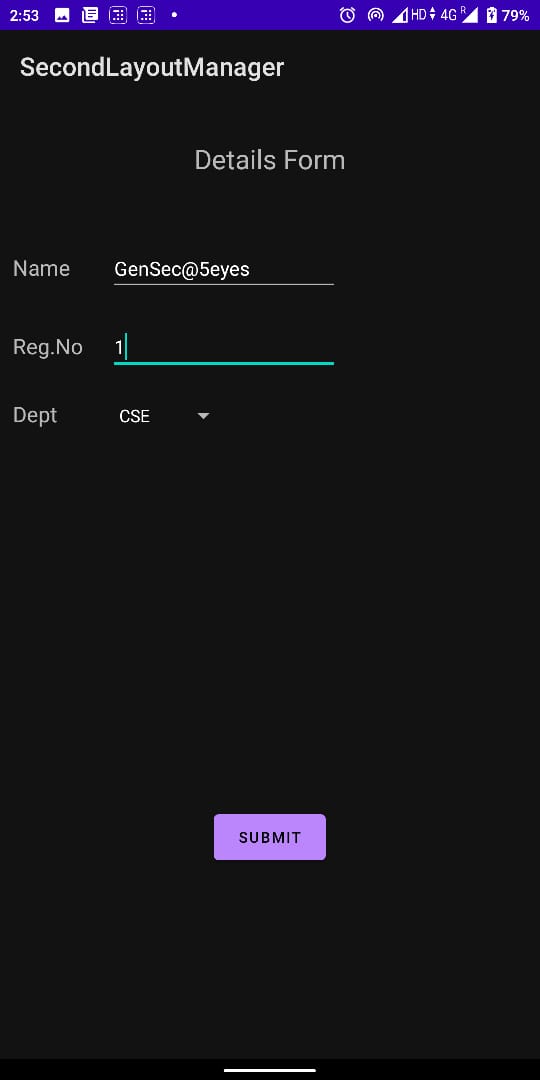 2:53 HD 4G R 79%
SecondLayoutManager
Details Form
Name GenSec@5eyes
Reg.No 1
Dept CSE
SUBMIT